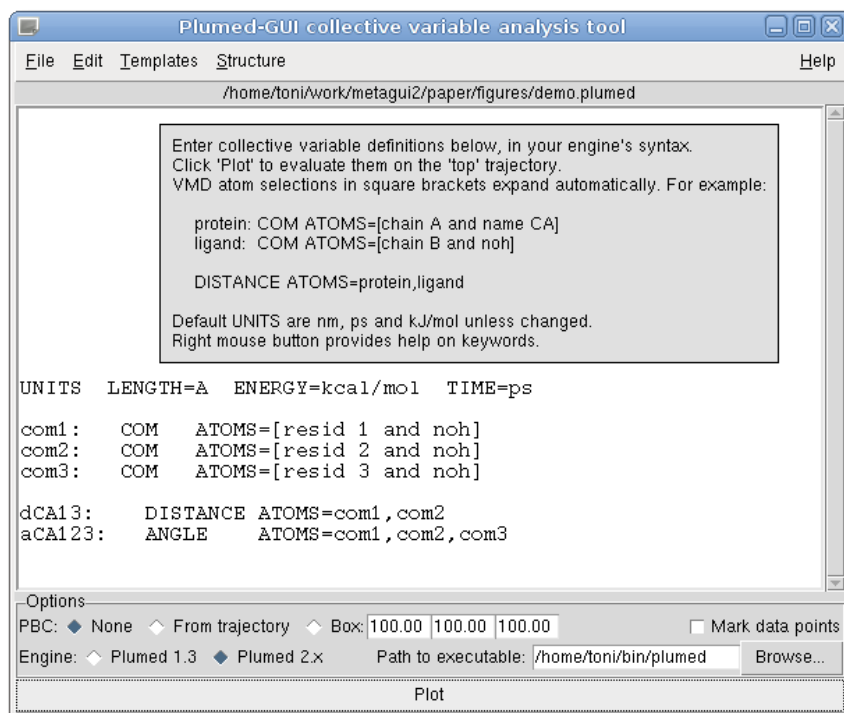 Plumed-GUI collective variable analysis tool
File Edit Templates Structure Help
/home/toni/work/metagui2/paper/figures/demo.plumed
Enter collective variable definitions below, in your engine's syntax.
Click 'Plot' to evaluate them on the 'top' trajectory.
VMD atom selections in square brackets expand automatically. For example:
protein: COM ATOMS=[chain A and name CA]
ligand: COM ATOMS=[chain B and noh]
DISTANCE ATOMS=protein,ligand
Default UNITS are nm, ps and kJ/mol unless changed.
Right mouse button provides help on keywords.
UNITS LENGTH=A ENERGY=kcal/mol TIME=ps
com1: COM ATOMS=[resid 1 and noh]
com2: COM ATOMS=[resid 2 and noh]
com3: COM ATOMS=[resid 3 and noh]
dCA13: DISTANCE ATOMS=com1,com2
aCA123: ANGLE ATOMS=com1,com2,com3
Options
PBC: None From trajectory Box: 100.00 100.00 100.00 Mark data points
Engine: Plumed 1.3 Plumed 2.x Path to executable: /home/toni/bin/plumed Browse...
Plot